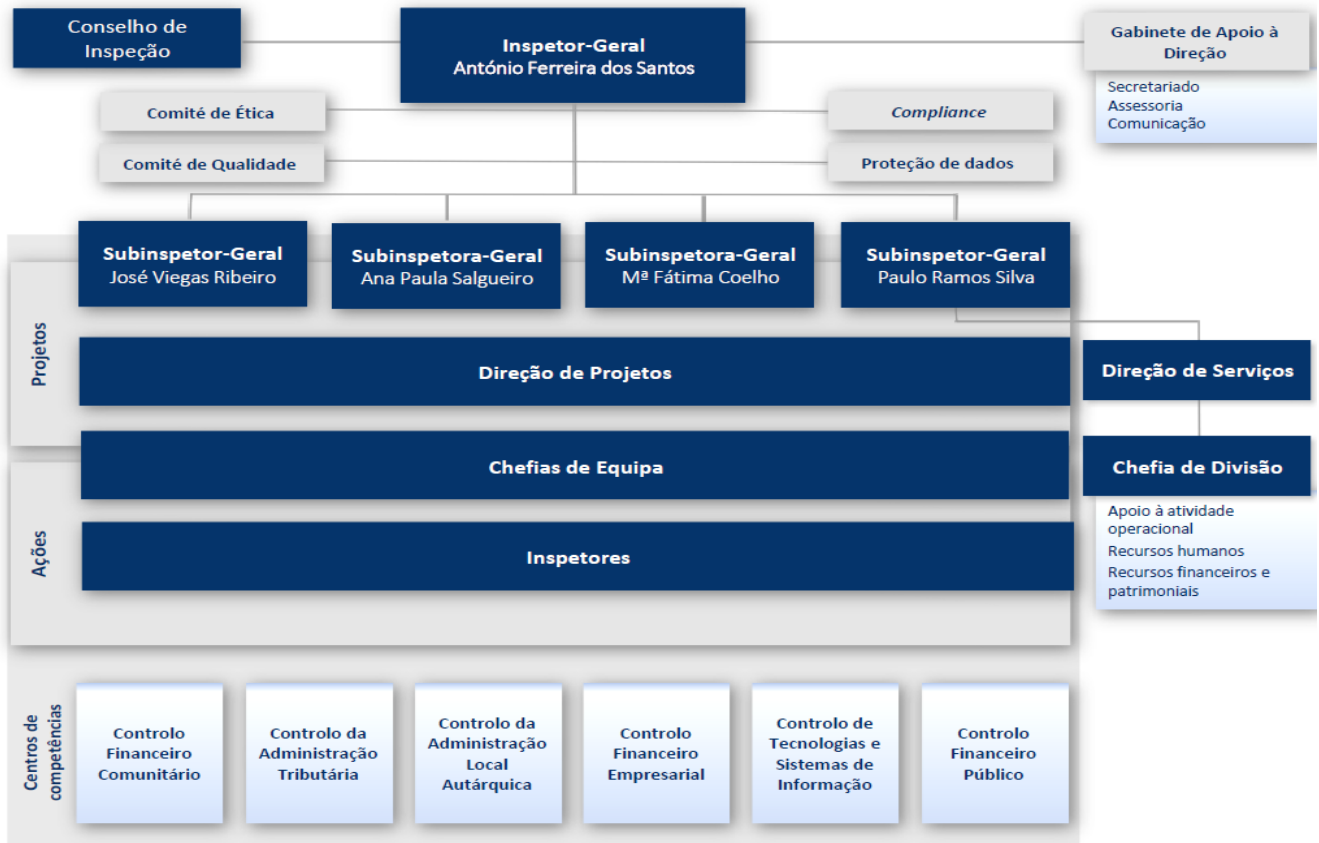 Conselho de
Inspeção
Inspetor-Geral
António Ferreira dos Santos
Gabinete de Apoio à
Direção
Secretariado
Assessoria
Comunicação
Comité de Ética
Compliance
Comité de Qualidade
Proteção de dados
Subinspetor-Geral
José Viegas Ribeiro
Subinspetora-Geral
Ana Paula Salgueiro
Subinspetora-Geral
Mª Fátima Coelho
Subinspetor-Geral
Paulo Ramos Silva
Projetos
Direção de Projetos
Direção de Serviços
Chefias de Equipa
Chefia de Divisão
Apoio à atividade
operacional
Recursos humanos
Recursos financeiros e
patrimoniais
Ações
Inspetores
Centros de
competências
Controlo
Financeiro
Comunitário
Controlo da
Administração
Tributária
Controlo da
Administração
Local
Autárquica
Controlo
Financeiro
Empresarial
Controlo de
Tecnologias e
Sistemas de
Informação
Controlo
Financeiro
Público